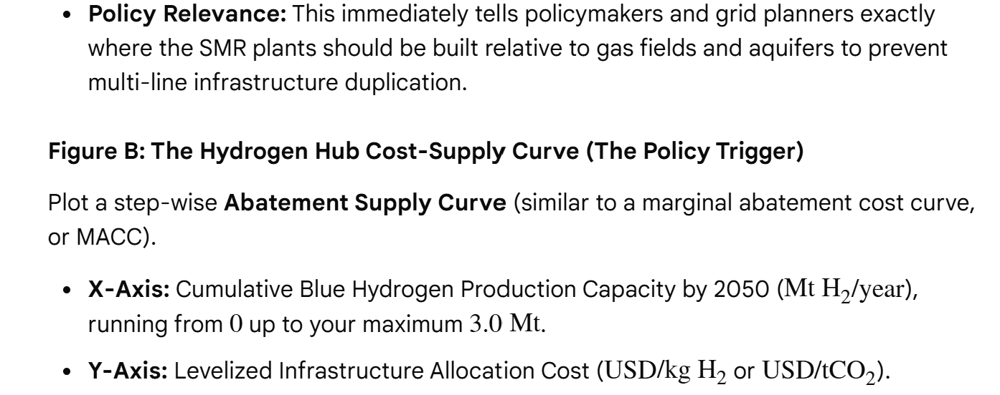 • Policy Relevance: This immediately tells policymakers and grid planners exactly
where the SMR plants should be built relative to gas fields and aquifers to prevent
multi-line infrastructure duplication.
Figure B: The Hydrogen Hub Cost-Supply Curve (The Policy Trigger)
Plot a step-wise Abatement Supply Curve (similar to a marginal abatement cost curve,
or MACC).
• X-Axis: Cumulative Blue Hydrogen Production Capacity by 2050 (Mt H₂/year),
running from 0 up to your maximum 3.0 Mt.
• Y-Axis: Levelized Infrastructure Allocation Cost (USD/kg H₂ or USD/tCO₂).